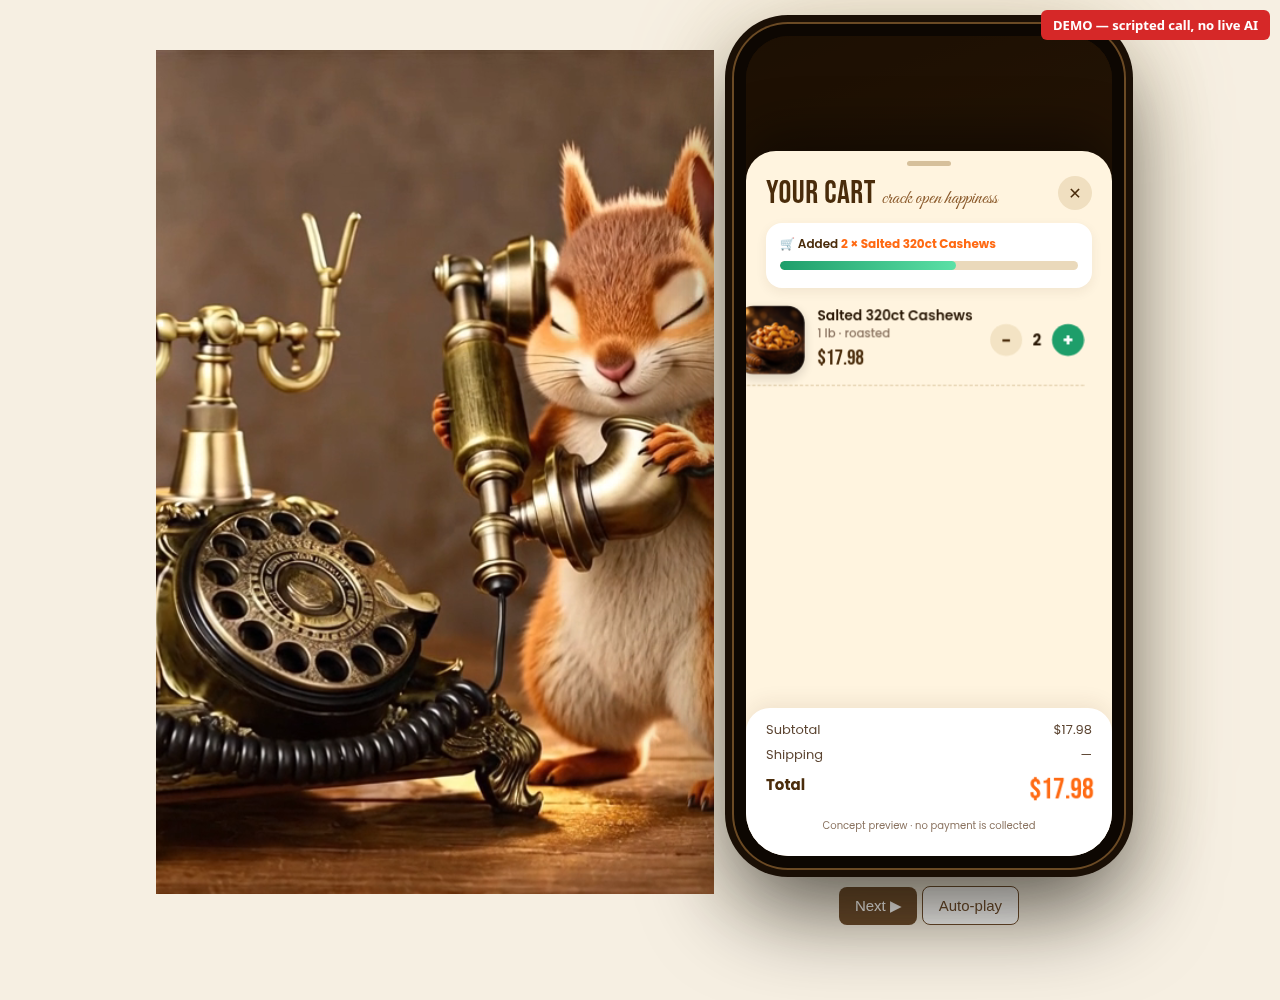 DEMO — scripted call, no live AI
YOUR CART crack open happiness
✕
🛒 Added 2 × Salted 320ct Cashews
Salted 320ct Cashews
1 lb · roasted
$17.98
− 2 +
Subtotal $17.98
Shipping —
Total $17.98
Concept preview · no payment is collected
Next ▶ Auto-play